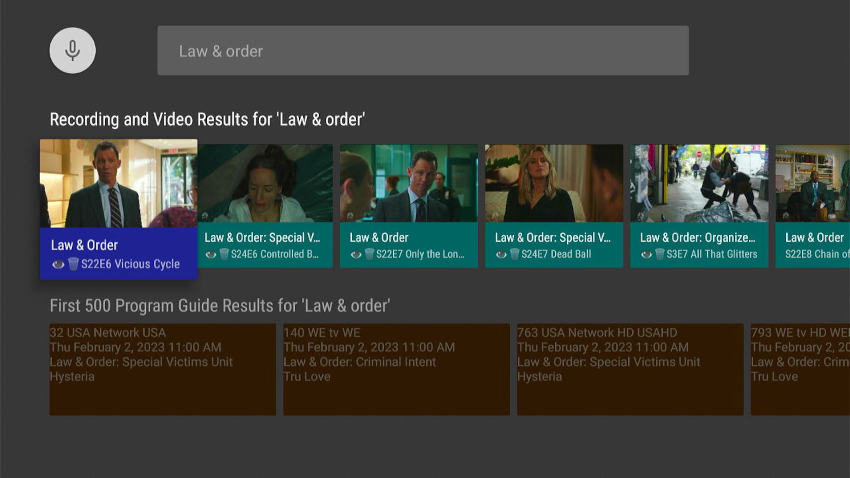 Law & order
Recording and Video Results for 'Law & order'
Law & Order
S22E6 Vicious Cycle
Law & Order: Special V...
S24E6 Controlled B...
Law & Order
S22E7 Only the Lon...
Law & Order: Special V...
S24E7 Dead Ball
Law & Order: Organize...
S3E7 All That Glitters
Law & Order
S22E8 Chain of
First 500 Program Guide Results for 'Law & order'
32 USA Network USA
Thu February 2, 2023 11:00 AM
Law & Order: Special Victims Unit
Hysteria
140 WE tv WE
Thu February 2, 2023 11:00 AM
Law & Order: Criminal Intent
Tru Love
763 USA Network HD USAHD
Thu February 2, 2023 11:00 AM
Law & Order: Special Victims Unit
Hysteria
793 WE tv HD WE
Thu February 2, 2023
Law & Order: Crim
Tru Love